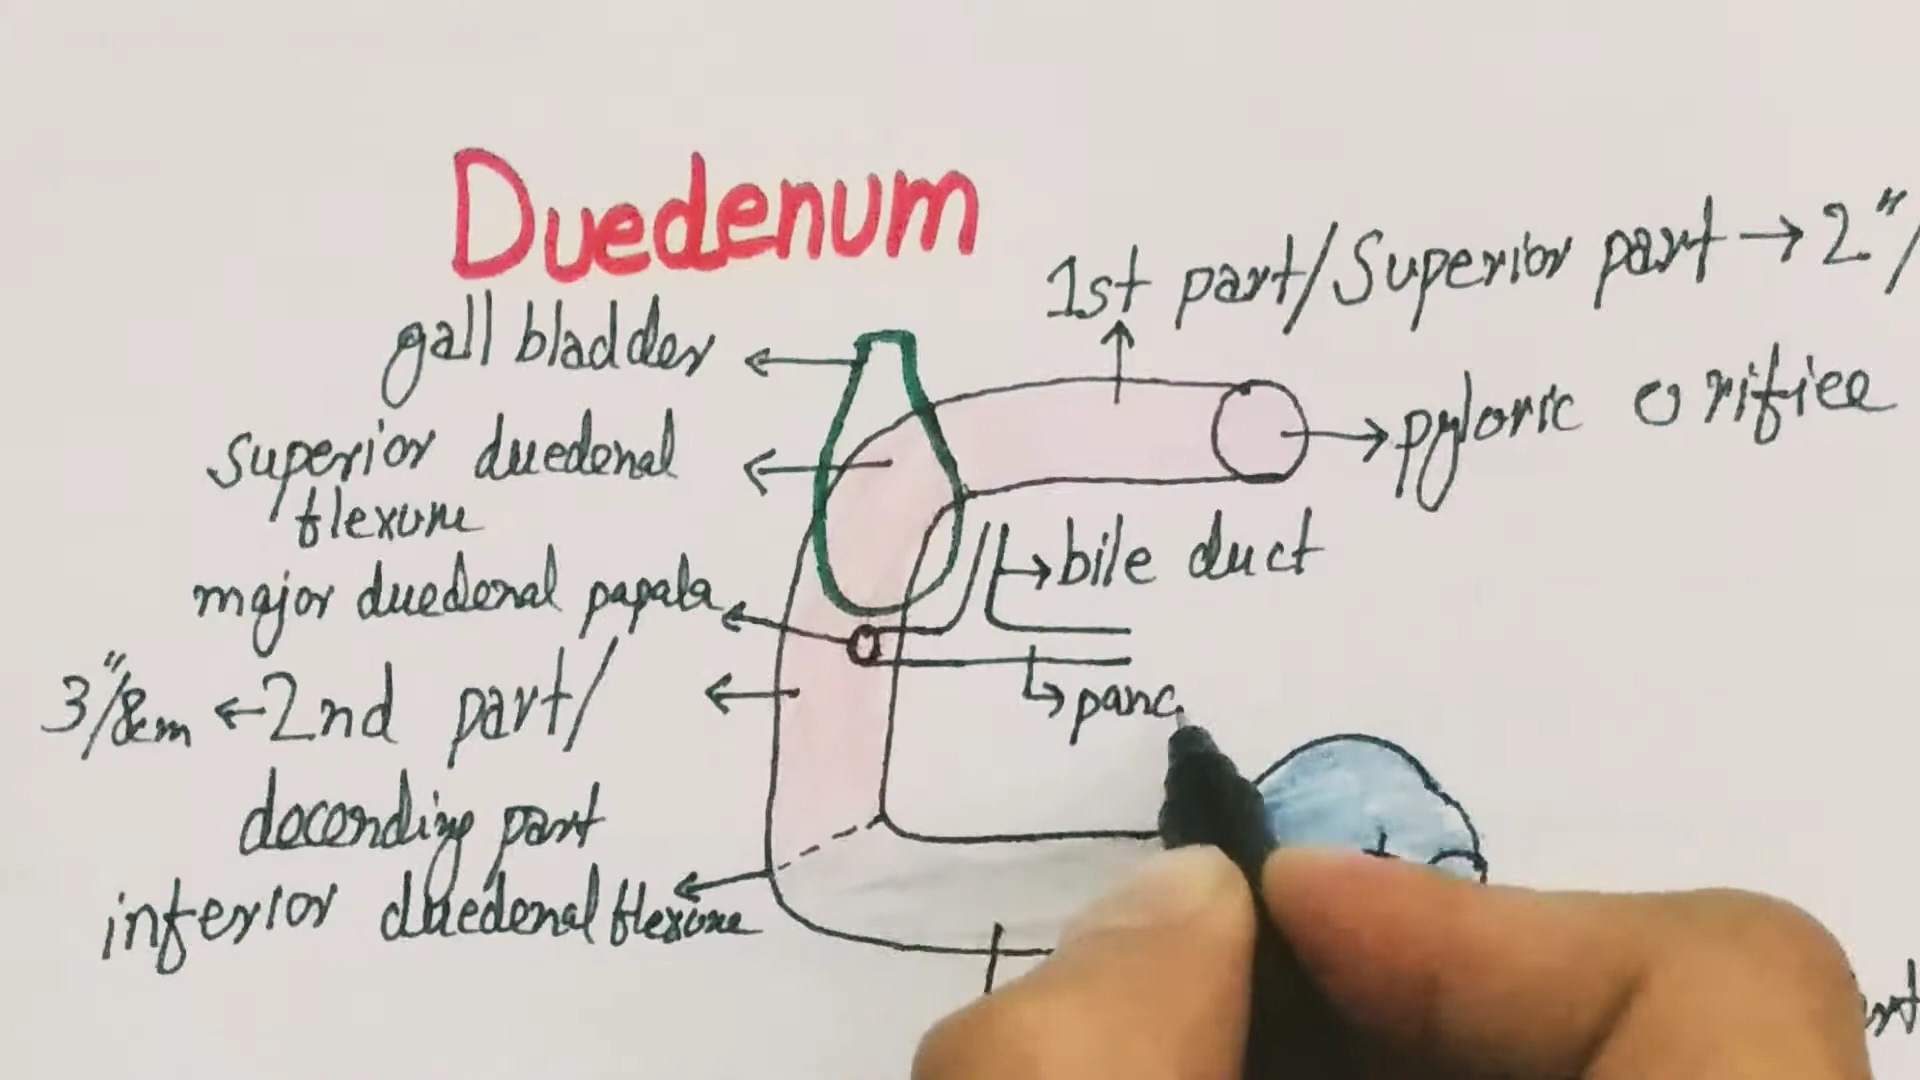 Duedenum
1st part/Superior part → 2"/
gall bladder
pyloric orifice
superior duedenal
flexure
bile duct
major duedenal papala
panc
3"/8cm ← 2nd part/
decending part
inferior duedenal flexure